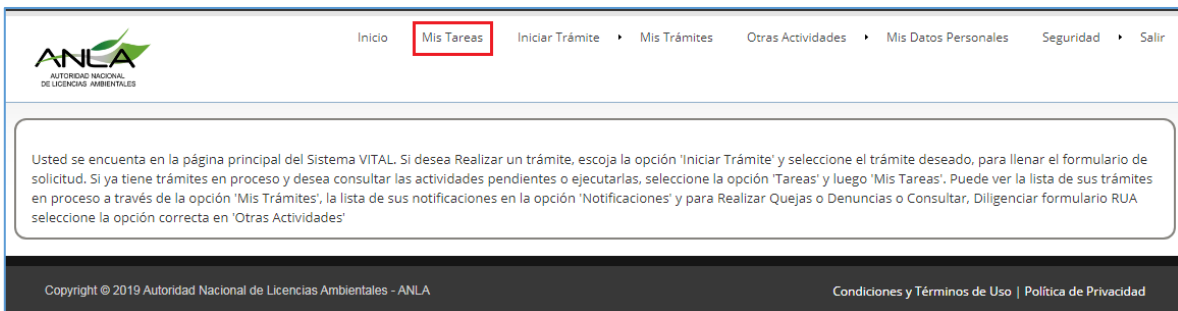 Inicio Mis Tareas Iniciar Trámite Mis Trámites Otras Actividades Mis Datos Personales Seguridad Salir
ANLA
AUTORIDAD NACIONAL
DE LICENCIAS AMBIENTALES
Usted se encuenta en la página principal del Sistema VITAL. Si desea Realizar un trámite, escoja la opción 'Iniciar Trámite' y seleccione el trámite deseado, para llenar el formulario de
solicitud. Si ya tiene trámites en proceso y desea consultar las actividades pendientes o ejecutarlas, seleccione la opción 'Tareas' y luego 'Mis Tareas'. Puede ver la lista de sus trámites
en proceso a través de la opción 'Mis Trámites', la lista de sus notificaciones en la opción 'Notificaciones' y para Realizar Quejas o Denuncias o Consultar, Diligenciar formulario RUA
seleccione la opción correcta en 'Otras Actividades'
Copyright © 2019 Autoridad Nacional de Licencias Ambientales - ANLA Condiciones y Términos de Uso | Política de Privacidad